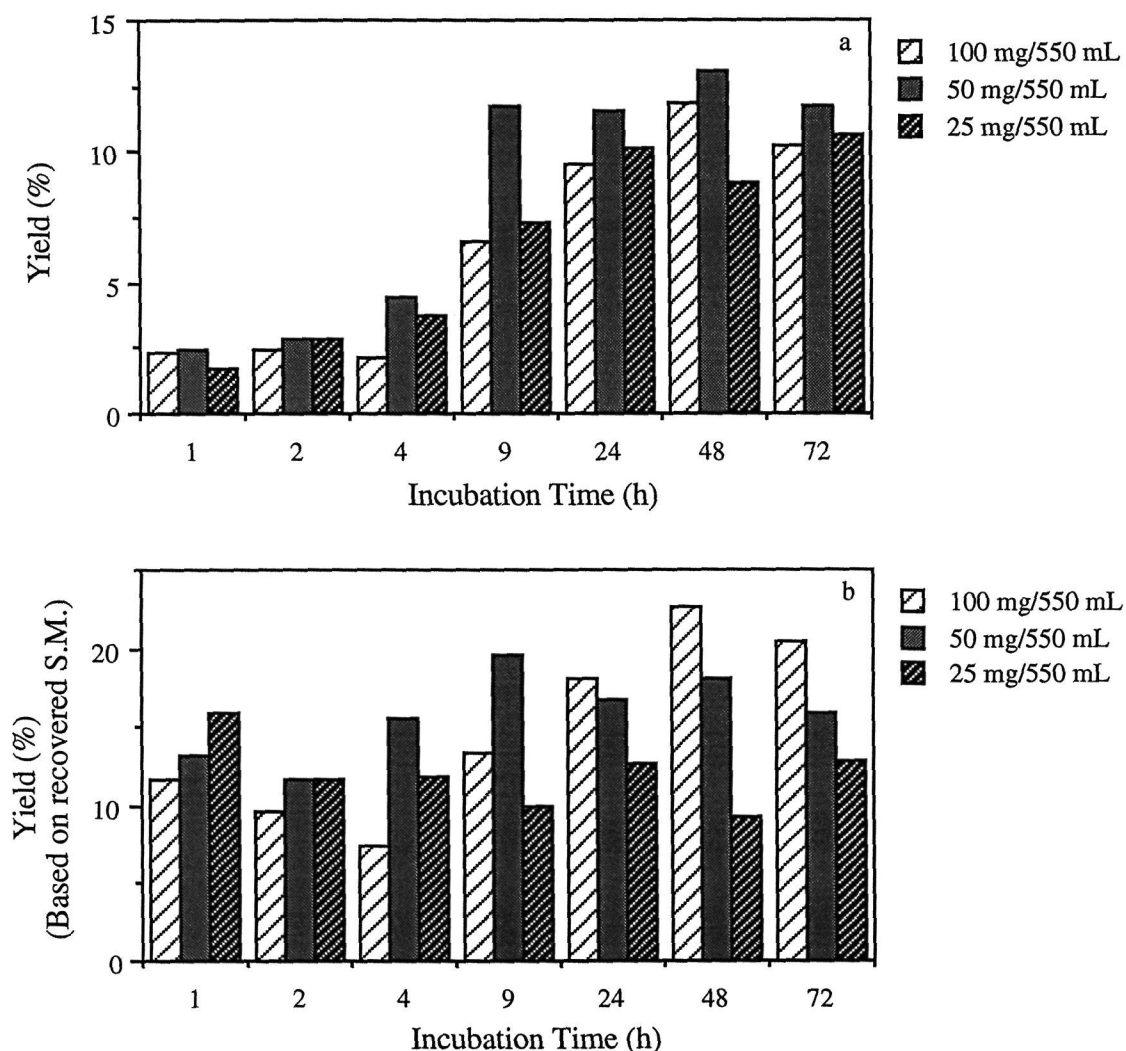 15
10
5
0
Yield (%)
a
1 2 4 9 24 48 72
Incubation Time (h)
100 mg/550 mL
50 mg/550 mL
25 mg/550 mL
20
10
0
Yield (%)
(Based on recovered S.M.)
b
1 2 4 9 24 48 72
Incubation Time (h)
100 mg/550 mL
50 mg/550 mL
25 mg/550 mL